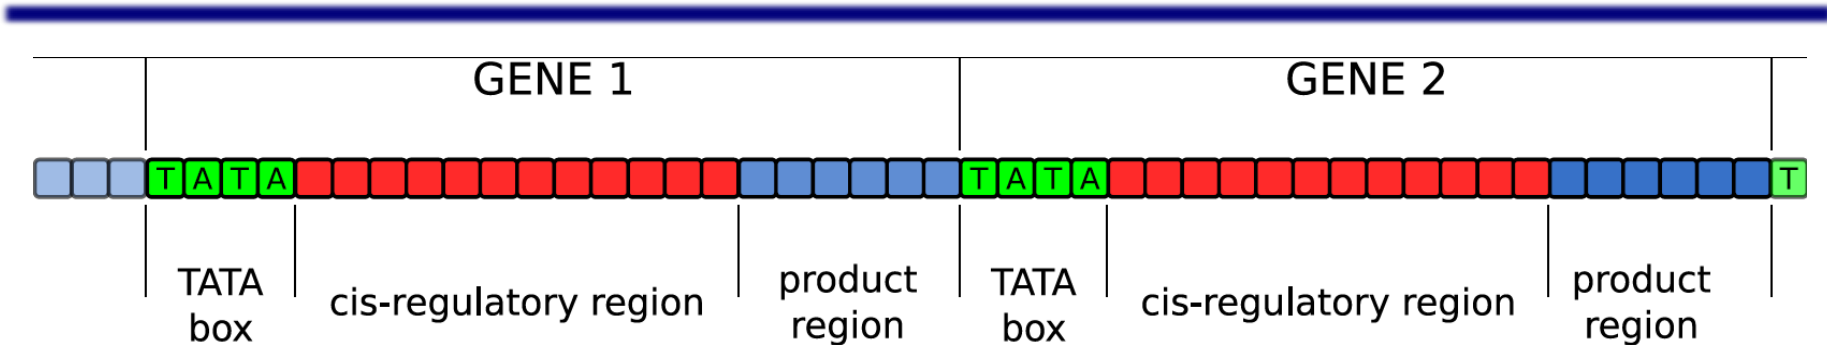 GENE 1
GENE 2
T A T A
T A T A
T
TATA
box
cis-regulatory region
product
region
TATA
box
cis-regulatory region
product
region